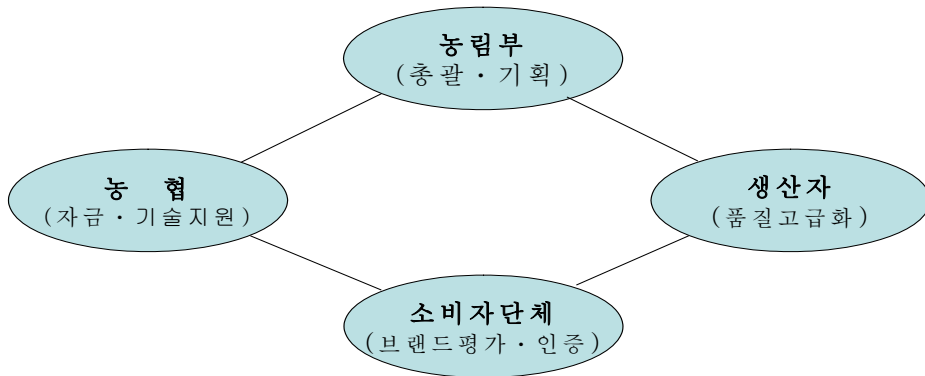 농림부
(총괄·기획)
농 협
(자금·기술지원)
생산자
(품질고급화)
소비자단체
(브랜드평가·인증)